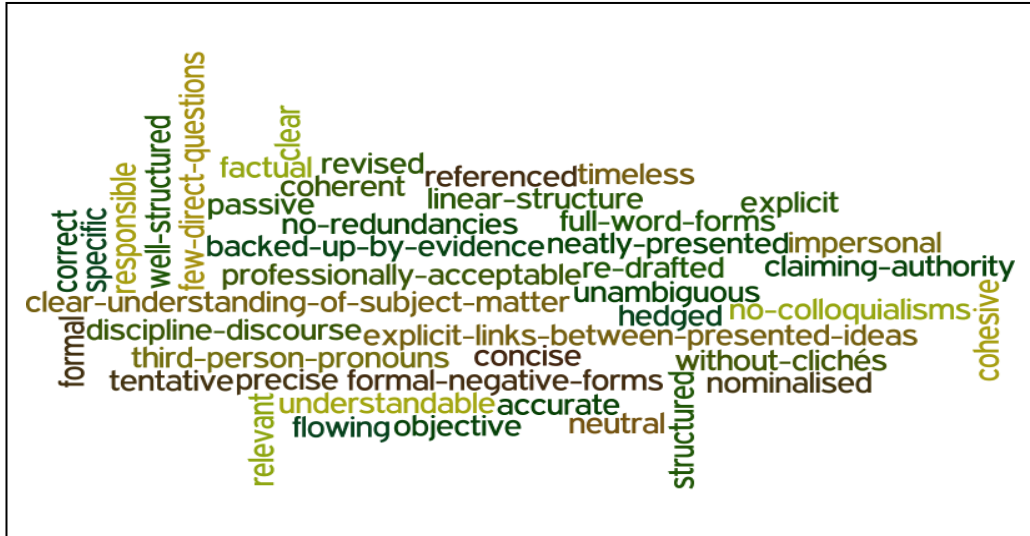 correct
specific
responsible
well-structured
few-direct-questions
clear
factual
revised
coherent
referenced
timeless
passive
linear-structure
explicit
no-redundancies
full-word-forms
backed-up-by-evidence
neatly-presented
impersonal
professionally-acceptable
re-drafted
claiming-authority
clear-understanding-of-subject-matter
unambiguous
hedged
no-colloquialisms
cohesive
formal
discipline-discourse
explicit-links-between-presented-ideas
third-person-pronouns
concise
without-clichés
tentative
precise
formal-negative-forms
structured
nominalised
relevant
understandable
accurate
flowing
objective
neutral